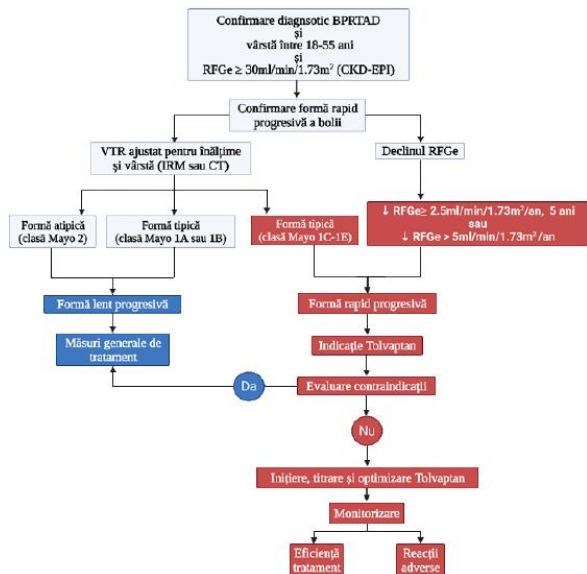 Confirmare diagnsotic BPRTAD
și
vârstă între 18-55 ani
și
RFGe ≥ 30ml/min/1.73m² (CKD-EPI)
Confirmare formă rapid
progresivă a bolii
VTR ajustat pentru înălțime
și vârstă (IRM sau CT)
Declinul RFGe
Formă atipică
(clasă Mayo 2)
Formă tipică
(clasă Mayo 1A sau 1B)
Formă tipică
(clasă Mayo 1C-1E)
↓ RFGe≥ 2.5ml/min/1.73m²/an, 5 ani
sau
↓ RFGe > 5ml/min/1.73m²/an
Formă lent progresivă
Formă rapid progresivă
Măsuri generale de
tratament
Indicație Tolvaptan
Da
Evaluare contraindicații
Nu
Inițiere, titrare și optimizare Tolvaptan
Monitorizare
Eficiență
tratament
Reacții
adverse